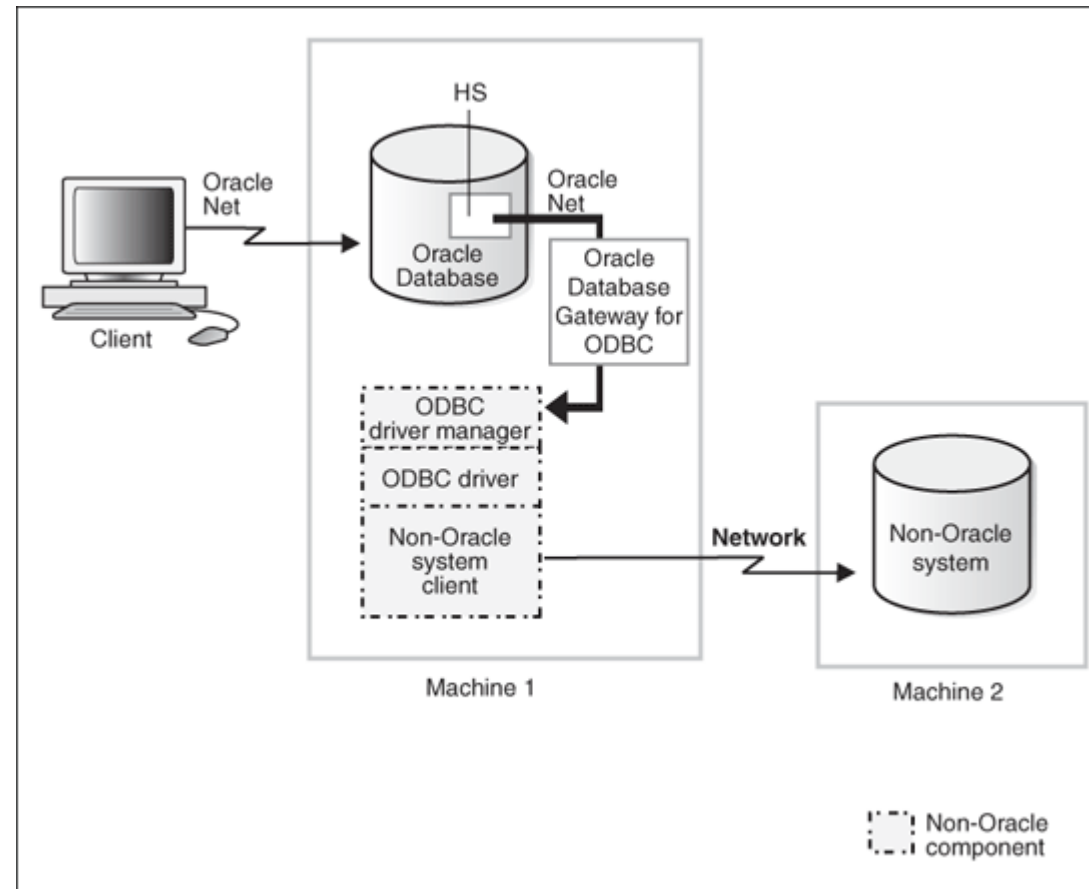 HS
Oracle
Net
Oracle
Net
Oracle
Database
Oracle
Database
Gateway for
ODBC
Client
ODBC
driver manager
ODBC driver
Non-Oracle
system
client
Network
Non-Oracle
system
Machine 1
Machine 2
Non-Oracle
component